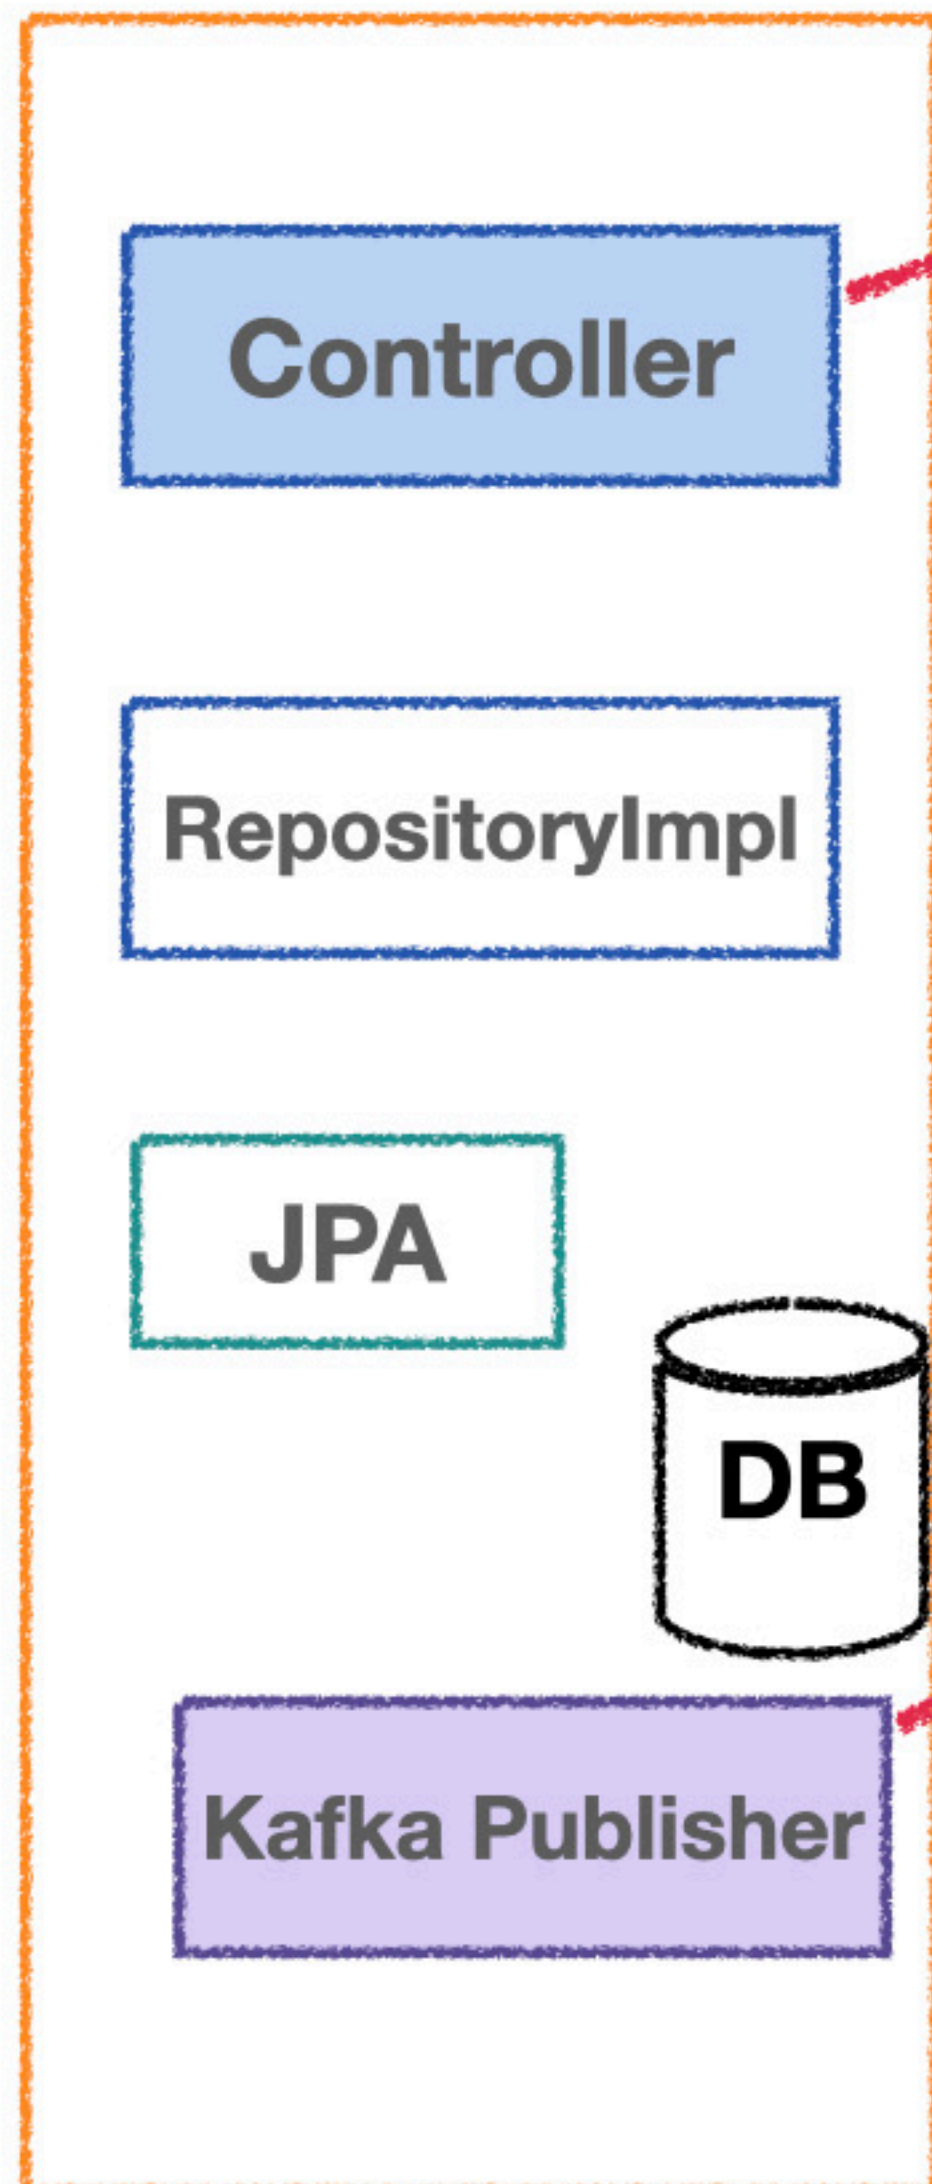 Controller
RepositoryImpl
JPA
DB
Kafka Publisher